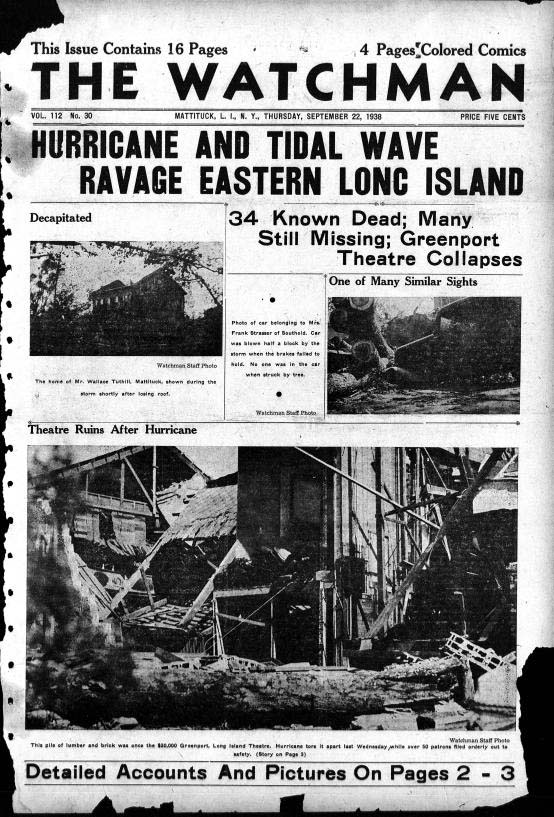 This Issue Contains 16 Pages
4 Pages Colored Comics
THE WATCHMAN
VOL. 112 No. 30
MATTITUCK, L. I., N. Y., THURSDAY, SEPTEMBER 22, 1938
PRICE FIVE CENTS
HURRICANE AND TIDAL WAVE
RAVAGE EASTERN LONG ISLAND
Decapitated
Watchman Staff Photo
The home of Mr. Wallace Tuthill, Mattituck, shown during the
storm shortly after losing roof.
34 Known Dead; Many
Still Missing; Greenport
Theatre Collapses
Photo of car belonging to Mrs.
Frank Strasser of Southold. Car
was blown half a block by the
storm when the brakes failed to
hold. No one was in the car
when struck by tree.
Watchman Staff Photo
One of Many Similar Sights
Theatre Ruins After Hurricane
Watchman Staff Photo
This pile of lumber and brick was once the Greenport, Long Island Theatre. Hurricane tore it apart last Wednesday while over 50 patrons filed orderly out to
safety. (Story on Page 3)
Detailed Accounts And Pictures On Pages 2 - 3